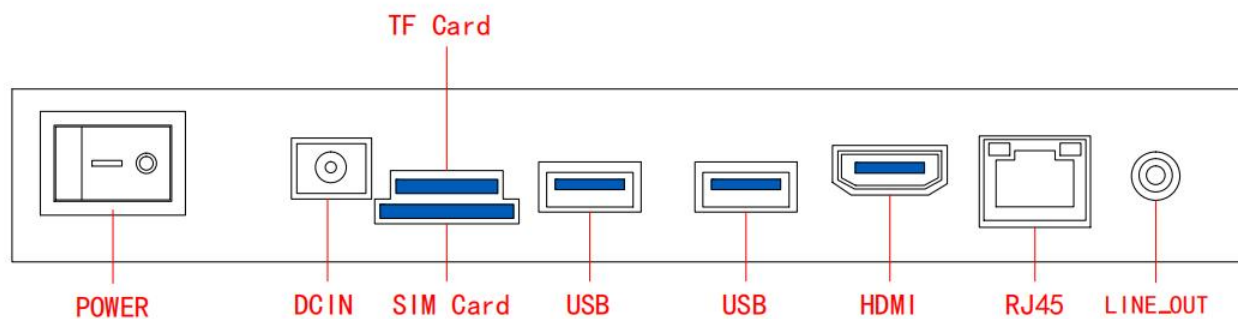 TF Card
POWER
DCIN
SIM Card
USB
USB
HDMI
RJ45
LINE_OUT